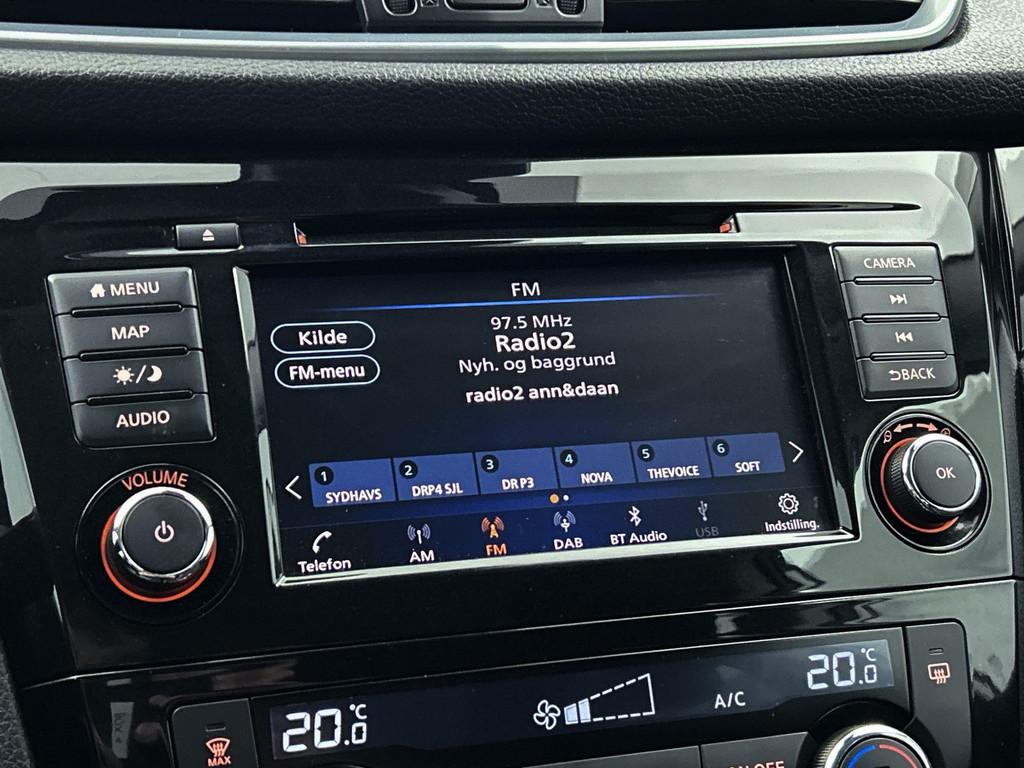 MENU
MAP
AUDIO
VOLUME
FM
Kilde
FM-menu
97.5 MHz
Radio2
Nyh. og baggrund
radio2 ann&daan
1 SYDHAVS
2 DRP4 SJL
3 DR P3
4 NOVA
5 THEVOICE
6 SOFT
Telefon
AM
FM
DAB
BT Audio
USB
Indstilling.
CAMERA
BACK
OK
MAX
20.0 °C
A/C
20.0 °C